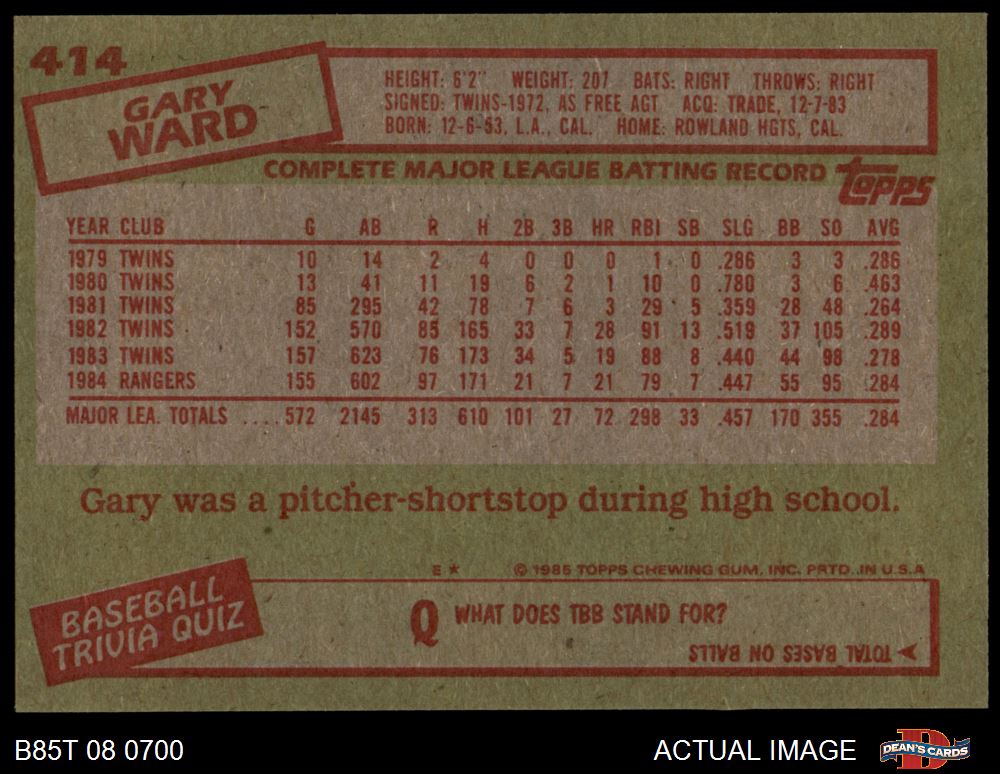 414
GARY
WARD
HEIGHT: 6'2" WEIGHT: 207 BATS: RIGHT THROWS: RIGHT
SIGNED: TWINS-1972, AS FREE AGT ACQ: TRADE, 12-7-83
BORN: 12-6-53, L.A., CAL. HOME: ROWLAND HGTS, CAL.
COMPLETE MAJOR LEAGUE BATTING RECORD
topps
YEAR CLUB G AB R H 2B 3B HR RBI SB SLG BB SO AVG
1979 TWINS 10 14 2 4 0 0 0 1 0 .286 3 3 .286
1980 TWINS 13 41 11 19 6 2 1 10 0 .780 3 6 .463
1981 TWINS 85 295 42 78 7 6 3 29 5 .359 28 48 .264
1982 TWINS 152 570 85 165 33 7 28 91 13 .519 37 105 .289
1983 TWINS 157 623 76 173 34 5 19 88 8 .440 44 98 .278
1984 RANGERS 155 602 97 171 21 7 21 79 7 .447 55 95 .284
MAJOR LEA. TOTALS ....572 2145 313 610 101 27 72 298 33 .457 170 355 .284
Gary was a pitcher-shortstop during high school.
E * © 1985 TOPPS CHEWING GUM, INC. PRTD. IN U.S.A
BASEBALL
TRIVIA QUIZ
Q WHAT DOES TBB STAND FOR?
TOTAL BASES ON BALLS
B85T 08 0700
ACTUAL IMAGE
D
DEAN'S CARDS